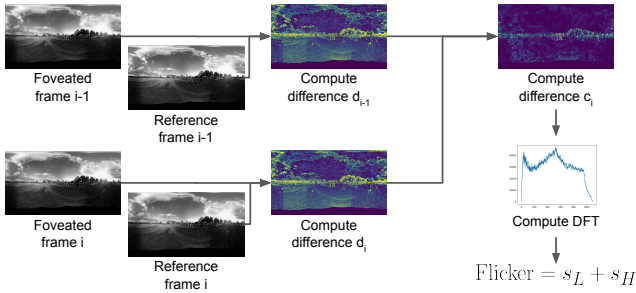 Foveated
frame i-1
Reference
frame i-1
Compute
difference d_{i-1}
Compute
difference c_i
Foveated
frame i
Reference
frame i
Compute
difference d_i
Compute DFT
Flicker = s_L + s_H